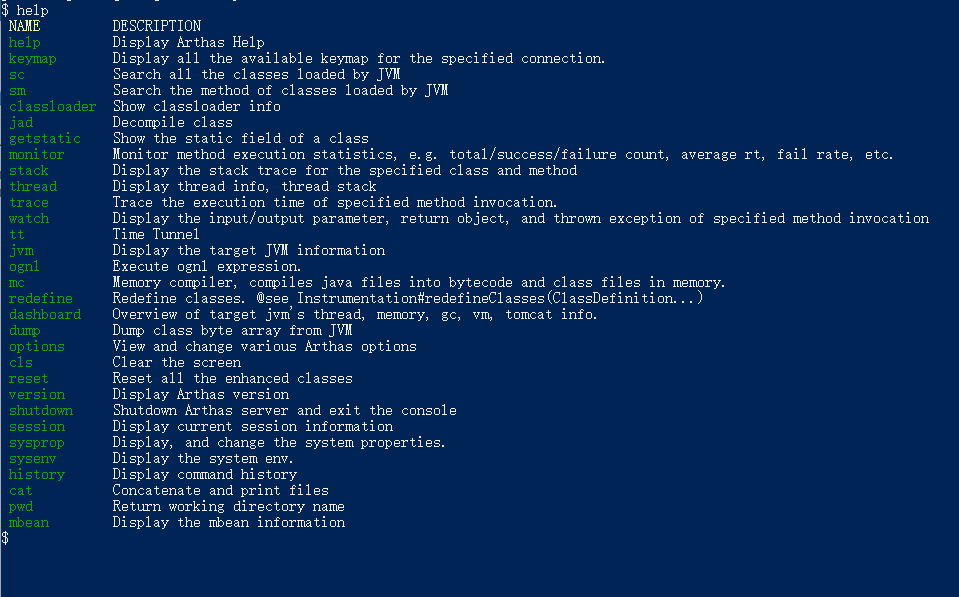 $ help
NAME DESCRIPTION
help Display Arthas Help
keymap Display all the available keymap for the specified connection.
sc Search all the classes loaded by JVM
sm Search the method of classes loaded by JVM
classloader Show classloader info
jad Decompile class
getstatic Show the static field of a class
monitor Monitor method execution statistics, e.g. total/success/failure count, average rt, fail rate, etc.
stack Display the stack trace for the specified class and method
thread Display thread info, thread stack
trace Trace the execution time of specified method invocation.
watch Display the input/output parameter, return object, and thrown exception of specified method invocation
tt Time Tunnel
jvm Display the target JVM information
ognl Execute ognl expression.
mc Memory compiler, compiles java files into bytecode and class files in memory.
redefine Redefine classes. @see Instrumentation#redefineClasses(ClassDefinition...)
dashboard Overview of target jvm's thread, memory, gc, vm, tomcat info.
dump Dump class byte array from JVM
options View and change various Arthas options
cls Clear the screen
reset Reset all the enhanced classes
version Display Arthas version
shutdown Shutdown Arthas server and exit the console
session Display current session information
sysprop Display, and change the system properties.
sysenv Display the system env.
history Display command history
cat Concatenate and print files
pwd Return working directory name
mbean Display the mbean information
$